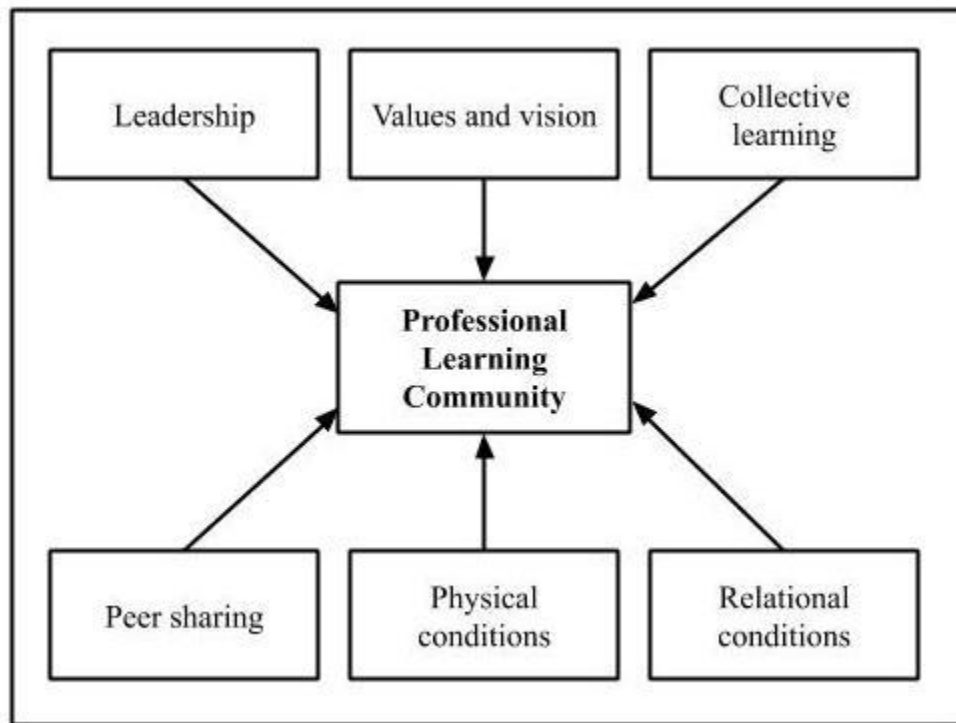 Leadership
Values and vision
Collective
learning
Professional
Learning
Community
Peer sharing
Physical
conditions
Relational
conditions